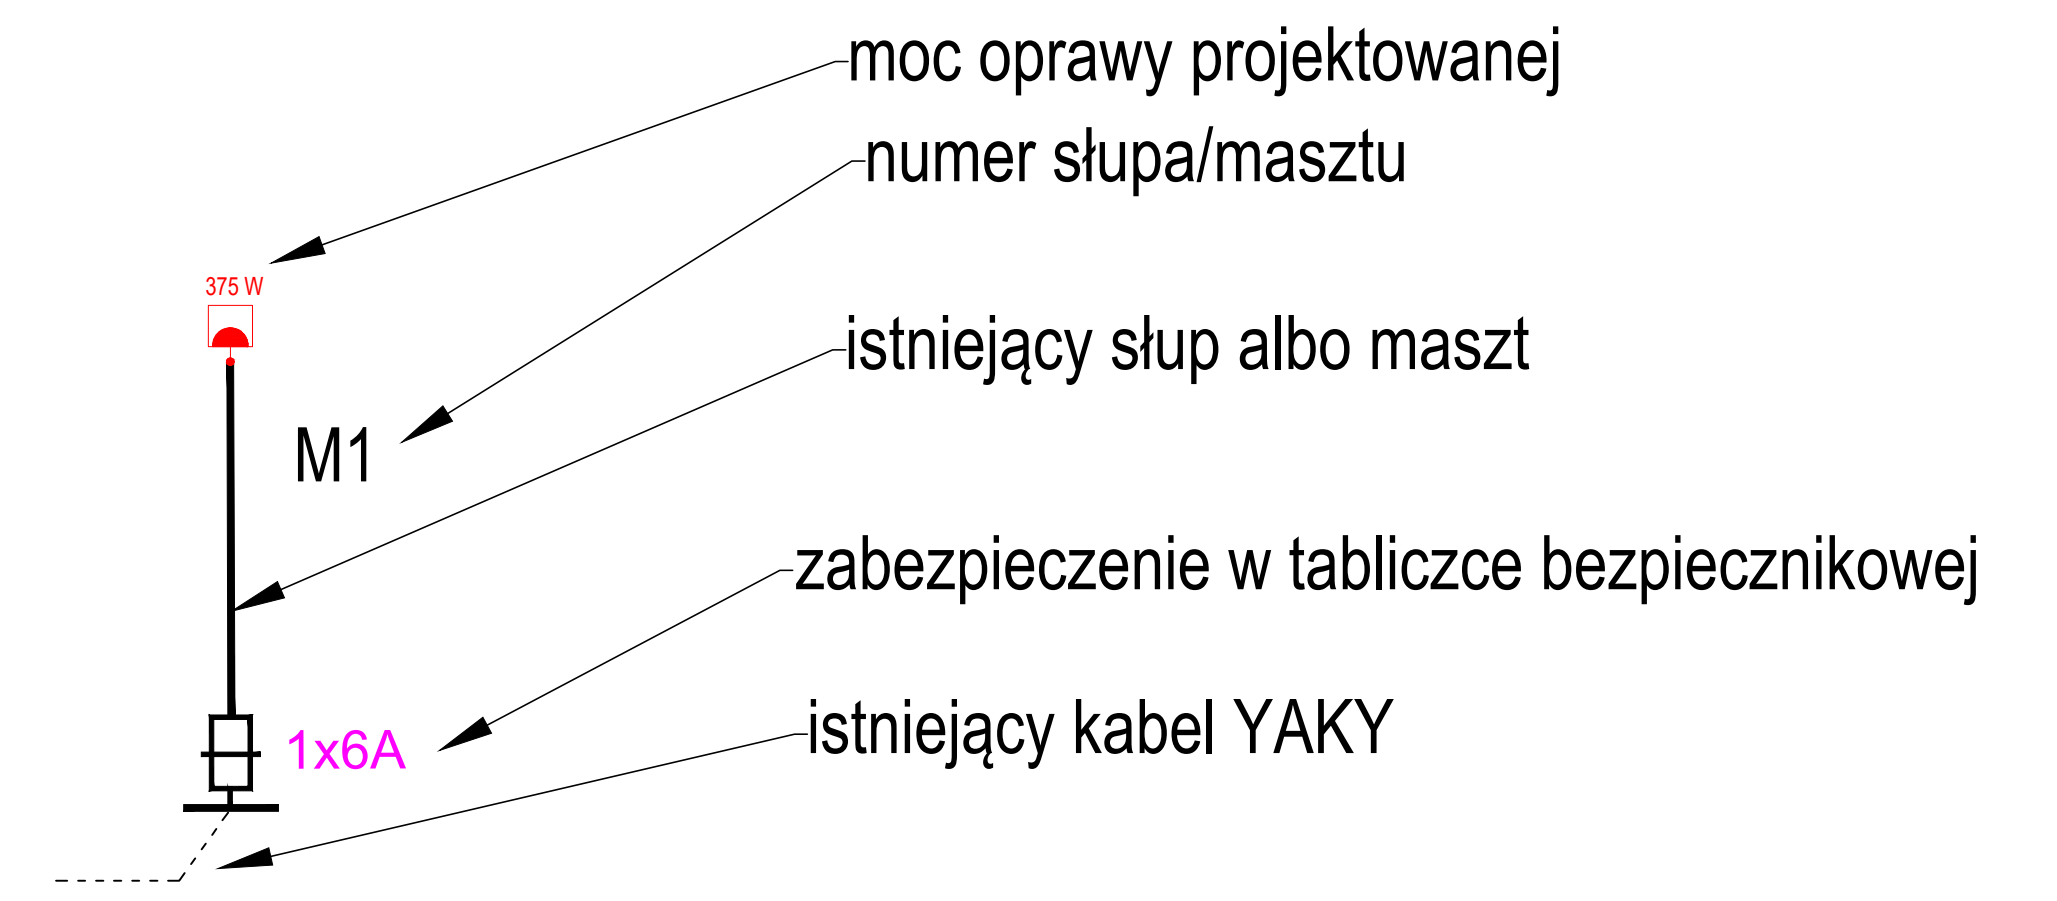 moc oprawy projektowanej
numer słupa/masztu
375 W
istniejący słup albo maszt
M1
zabezpieczenie w tabliczce bezpiecznikowej
istniejący kabel YAKY
1x6A